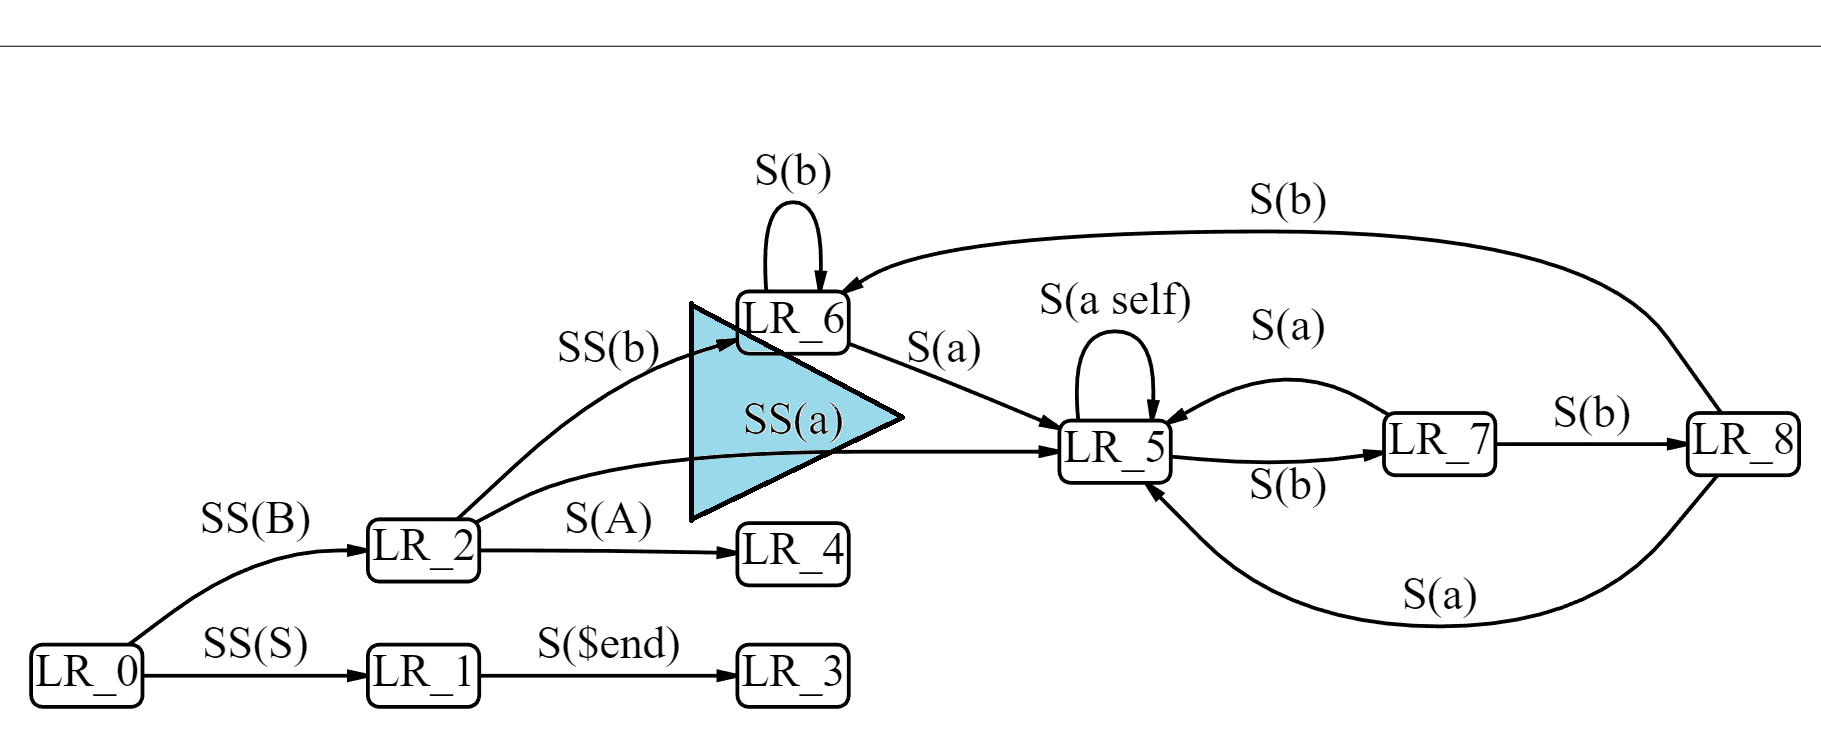 S(b)
S(b)
S(a self)
S(a)
LR_6
SS(b)
S(a)
SS(a)
S(b)
LR_5
LR_7
LR_8
S(b)
SS(B)
S(A)
LR_2
LR_4
S(a)
SS(S)
S($end)
LR_0
LR_1
LR_3